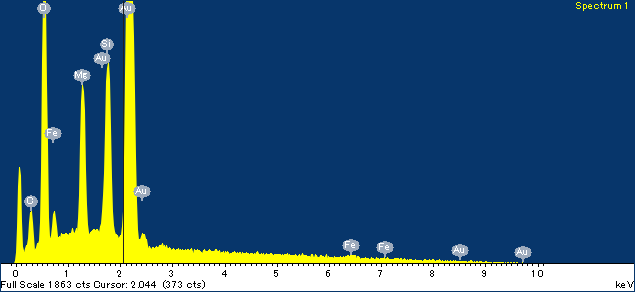 Spectrum 1
O Au
Si
Au
Mg
Fe
Au
C
Fe Fe Au Au
0 1 2 3 4 5 6 7 8 9 10
Full Scale 1863 cts Cursor: 2.044 (373 cts) keV